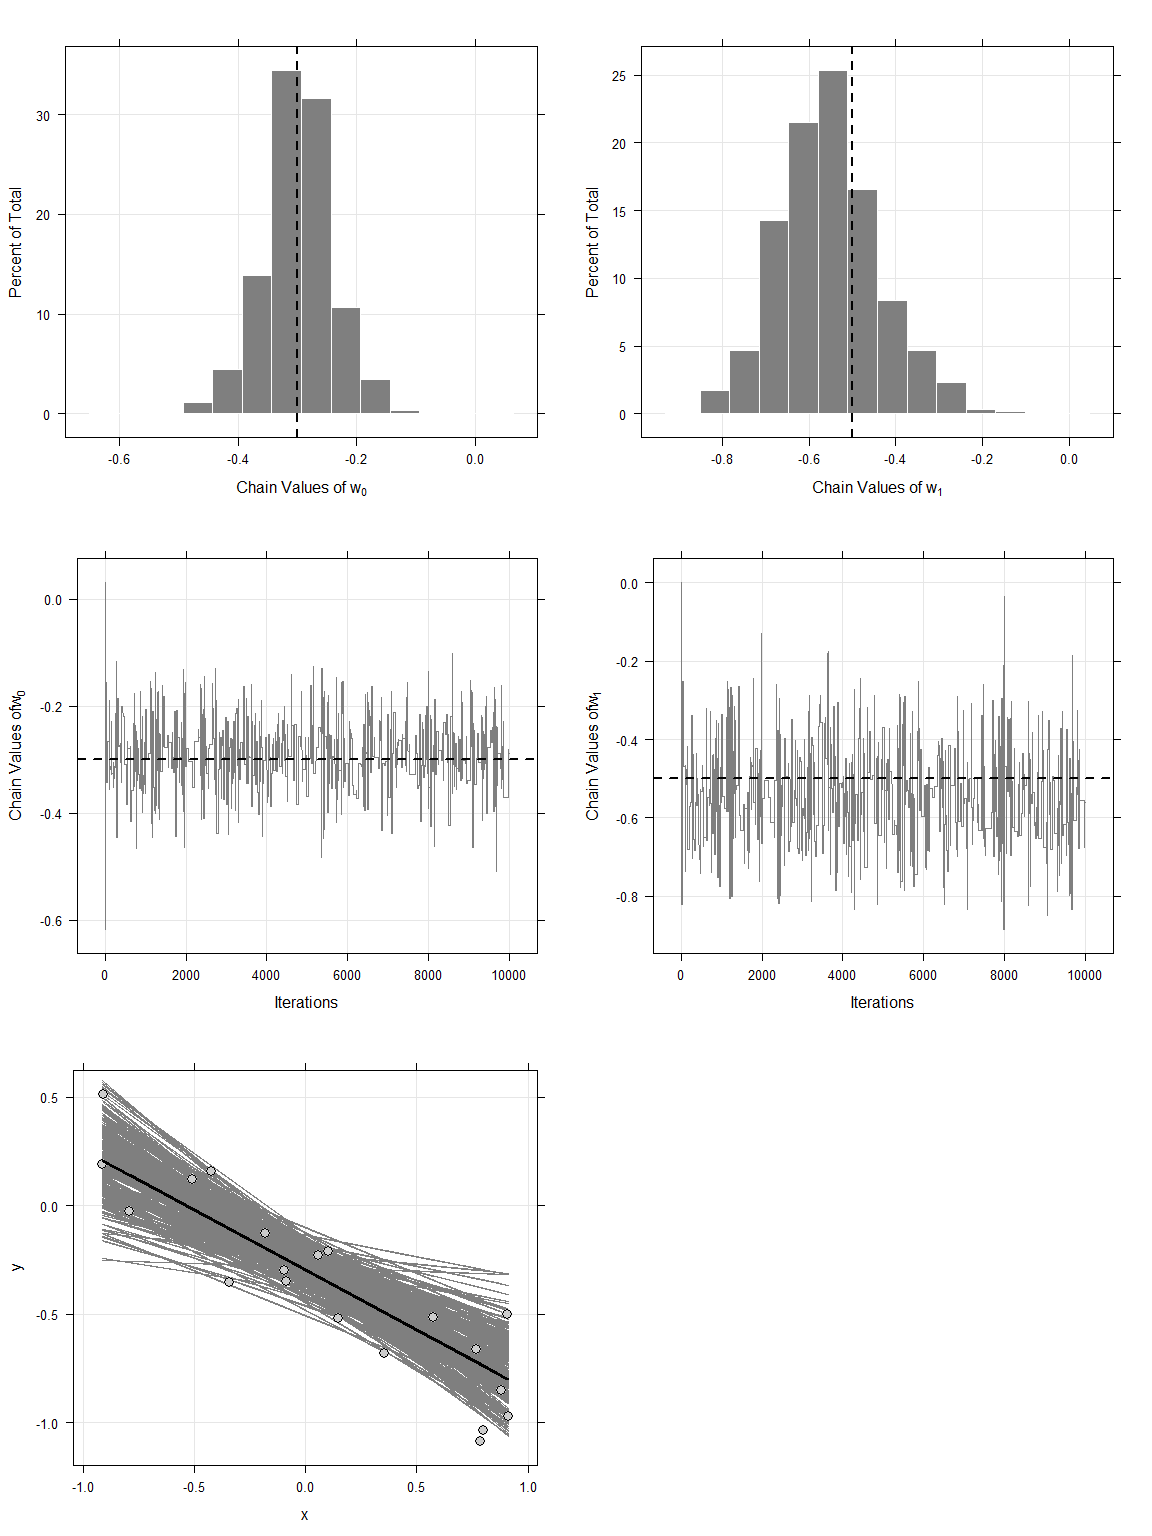 30
20
10
0
Percent of Total
-0.6 -0.4 -0.2 0.0
Chain Values of w0
25
20
15
10
5
0
Percent of Total
-0.8 -0.6 -0.4 -0.2 0.0
Chain Values of w1
0.0
-0.2
-0.4
-0.6
Chain Values ofw0
0 2000 4000 6000 8000 10000
Iterations
0.0
-0.2
-0.4
-0.6
-0.8
Chain Values ofw1
0 2000 4000 6000 8000 10000
Iterations
0.5
0.0
-0.5
-1.0
y
-1.0 -0.5 0.0 0.5 1.0
x